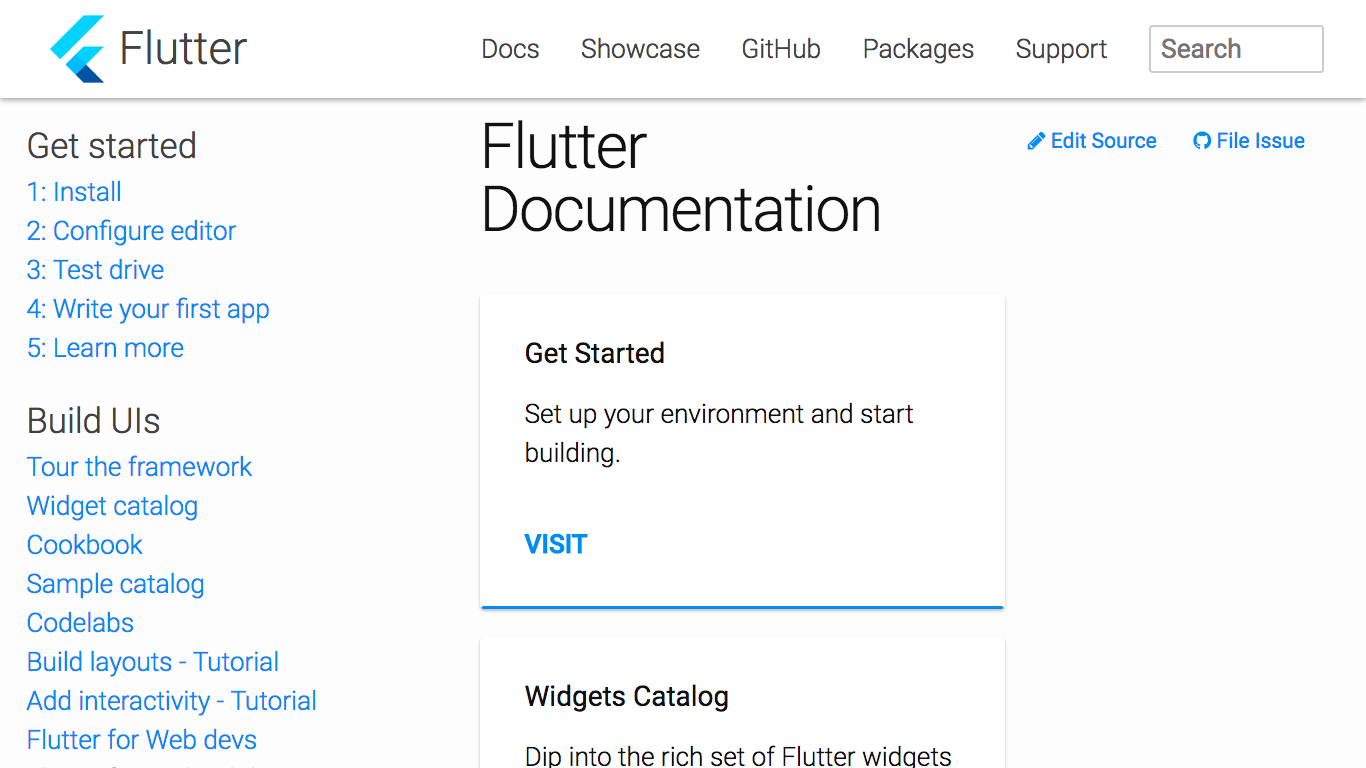 Flutter
Docs Showcase GitHub Packages Support Search
Get started
1: Install
2: Configure editor
3: Test drive
4: Write your first app
5: Learn more
Build UIs
Tour the framework
Widget catalog
Cookbook
Sample catalog
Codelabs
Build layouts - Tutorial
Add interactivity - Tutorial
Flutter for Web devs
Flutter
Documentation
Edit Source File Issue
Get Started
Set up your environment and start
building.
VISIT
Widgets Catalog
Dip into the rich set of Flutter widgets